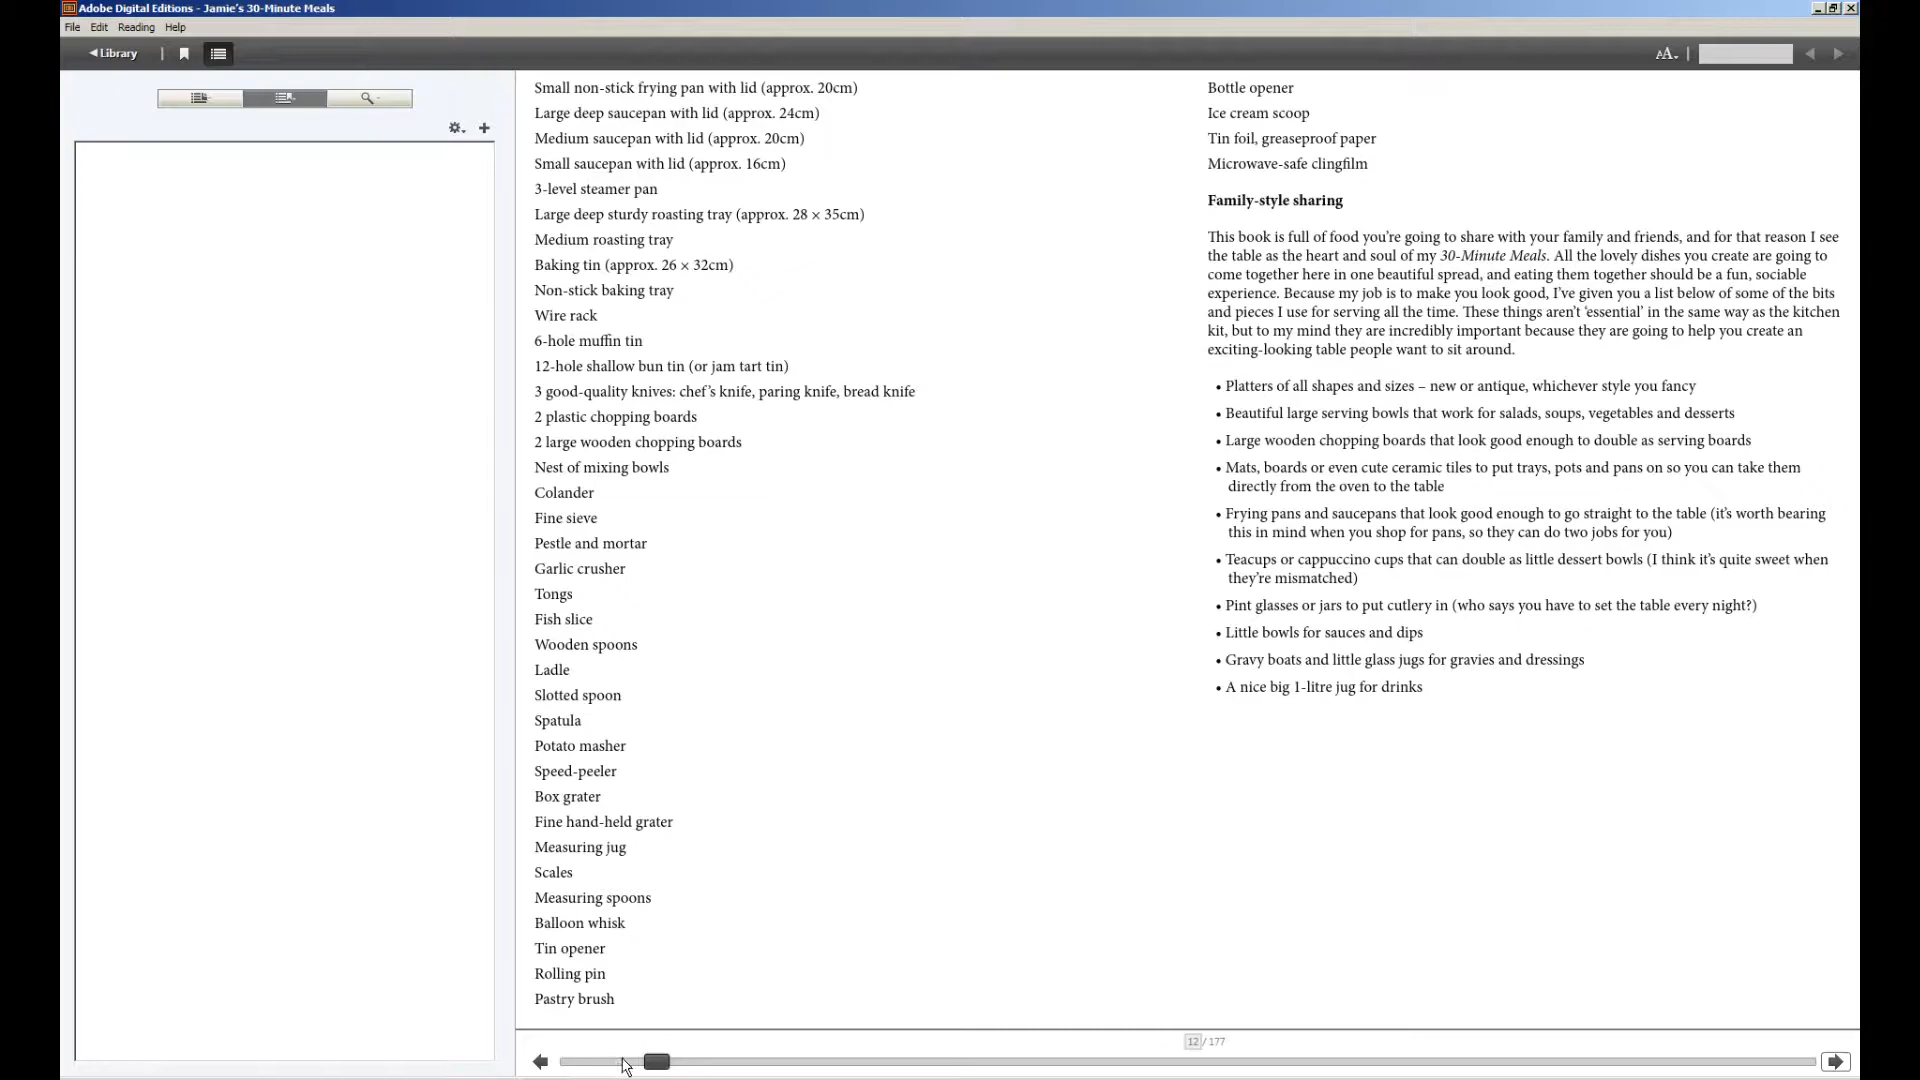 Adobe Digital Editions - Jamie's 30-Minute Meals
File Edit Reading Help
Library
AA
Small non-stick frying pan with lid (approx. 20cm)
Large deep saucepan with lid (approx. 24cm)
Medium saucepan with lid (approx. 20cm)
Small saucepan with lid (approx. 16cm)
3-level steamer pan
Large deep sturdy roasting tray (approx. 28 × 35cm)
Medium roasting tray
Baking tin (approx. 26 × 32cm)
Non-stick baking tray
Wire rack
6-hole muffin tin
12-hole shallow bun tin (or jam tart tin)
3 good-quality knives: chef’s knife, paring knife, bread knife
2 plastic chopping boards
2 large wooden chopping boards
Nest of mixing bowls
Colander
Fine sieve
Pestle and mortar
Garlic crusher
Tongs
Fish slice
Wooden spoons
Ladle
Slotted spoon
Spatula
Potato masher
Speed-peeler
Box grater
Fine hand-held grater
Measuring jug
Scales
Measuring spoons
Balloon whisk
Tin opener
Rolling pin
Pastry brush
Bottle opener
Ice cream scoop
Tin foil, greaseproof paper
Microwave-safe clingfilm
Family-style sharing
This book is full of food you’re going to share with your family and friends, and for that reason I see
the table as the heart and soul of my 30-Minute Meals. All the lovely dishes you create are going to
come together here in one beautiful spread, and eating them together should be a fun, sociable
experience. Because my job is to make you look good, I’ve given you a list below of some of the bits
and pieces I use for serving all the time. These things aren’t ‘essential’ in the same way as the kitchen
kit, but to my mind they are incredibly important because they are going to help you create an
exciting-looking table people want to sit around.
• Platters of all shapes and sizes – new or antique, whichever style you fancy
• Beautiful large serving bowls that work for salads, soups, vegetables and desserts
• Large wooden chopping boards that look good enough to double as serving boards
• Mats, boards or even cute ceramic tiles to put trays, pots and pans on so you can take them
directly from the oven to the table
• Frying pans and saucepans that look good enough to go straight to the table (it’s worth bearing
this in mind when you shop for pans, so they can do two jobs for you)
• Teacups or cappuccino cups that can double as little dessert bowls (I think it’s quite sweet when
they’re mismatched)
• Pint glasses or jars to put cutlery in (who says you have to set the table every night?)
• Little bowls for sauces and dips
• Gravy boats and little glass jugs for gravies and dressings
• A nice big 1-litre jug for drinks
12 / 177